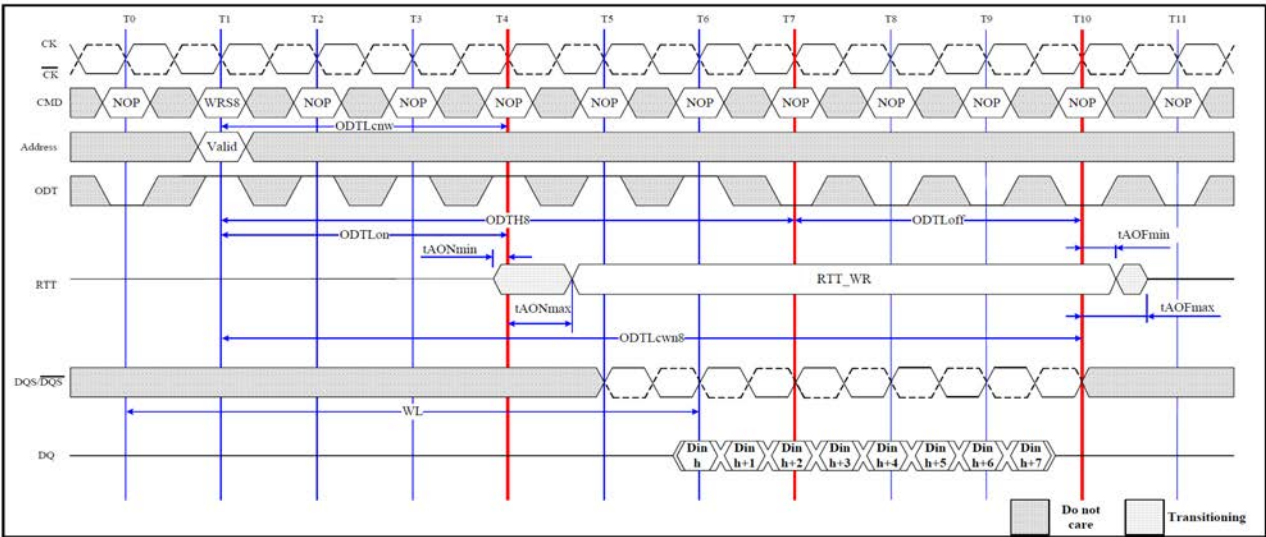 T0 T1 T2 T3 T4 T5 T6 T7 T8 T9 T10 T11
CK
CK
CMD NOP WRS8 NOP NOP NOP NOP NOP NOP NOP NOP NOP NOP
ODTLcnw
Address Valid
ODT
ODTH8 ODTLoff
ODTLon
tAONmin tAOFmin
RTT RTT_WR
tAONmax tAOFmax
ODTLcwn8
DQS/DQS
WL
DQ Din h Din h+1 Din h+2 Din h+3 Din h+4 Din h+5 Din h+6 Din h+7
Do not care Transitioning